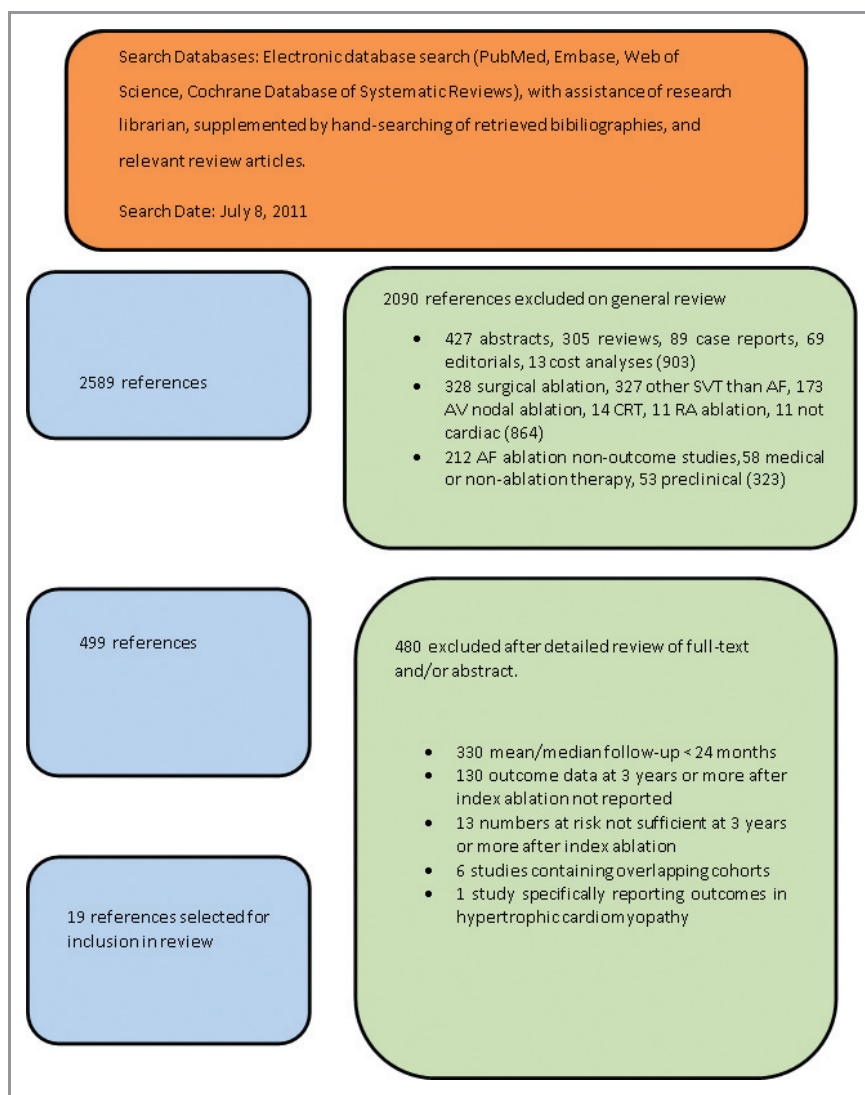 Search Databases: Electronic database search (PubMed, Embase, Web of
Science, Cochrane Database of Systematic Reviews), with assistance of research
librarian, supplemented by hand-searching of retrieved bibiliographies, and
relevant review articles.
Search Date: July 8, 2011
2589 references
2090 references excluded on general review
• 427 abstracts, 305 reviews, 89 case reports, 69
editorials, 13 cost analyses (903)
• 328 surgical ablation, 327 other SVT than AF, 173
AV nodal ablation, 14 CRT, 11 RA ablation, 11 not
cardiac (864)
• 212 AF ablation non-outcome studies, 58 medical
or non-ablation therapy, 53 preclinical (323)
499 references
480 excluded after detailed review of full-text
and/or abstract.
• 330 mean/median follow-up < 24 months
• 130 outcome data at 3 years or more after
index ablation not reported
• 13 numbers at risk not sufficient at 3 years
or more after index ablation
• 6 studies containing overlapping cohorts
• 1 study specifically reporting outcomes in
hypertrophic cardiomyopathy
19 references selected for
inclusion in review